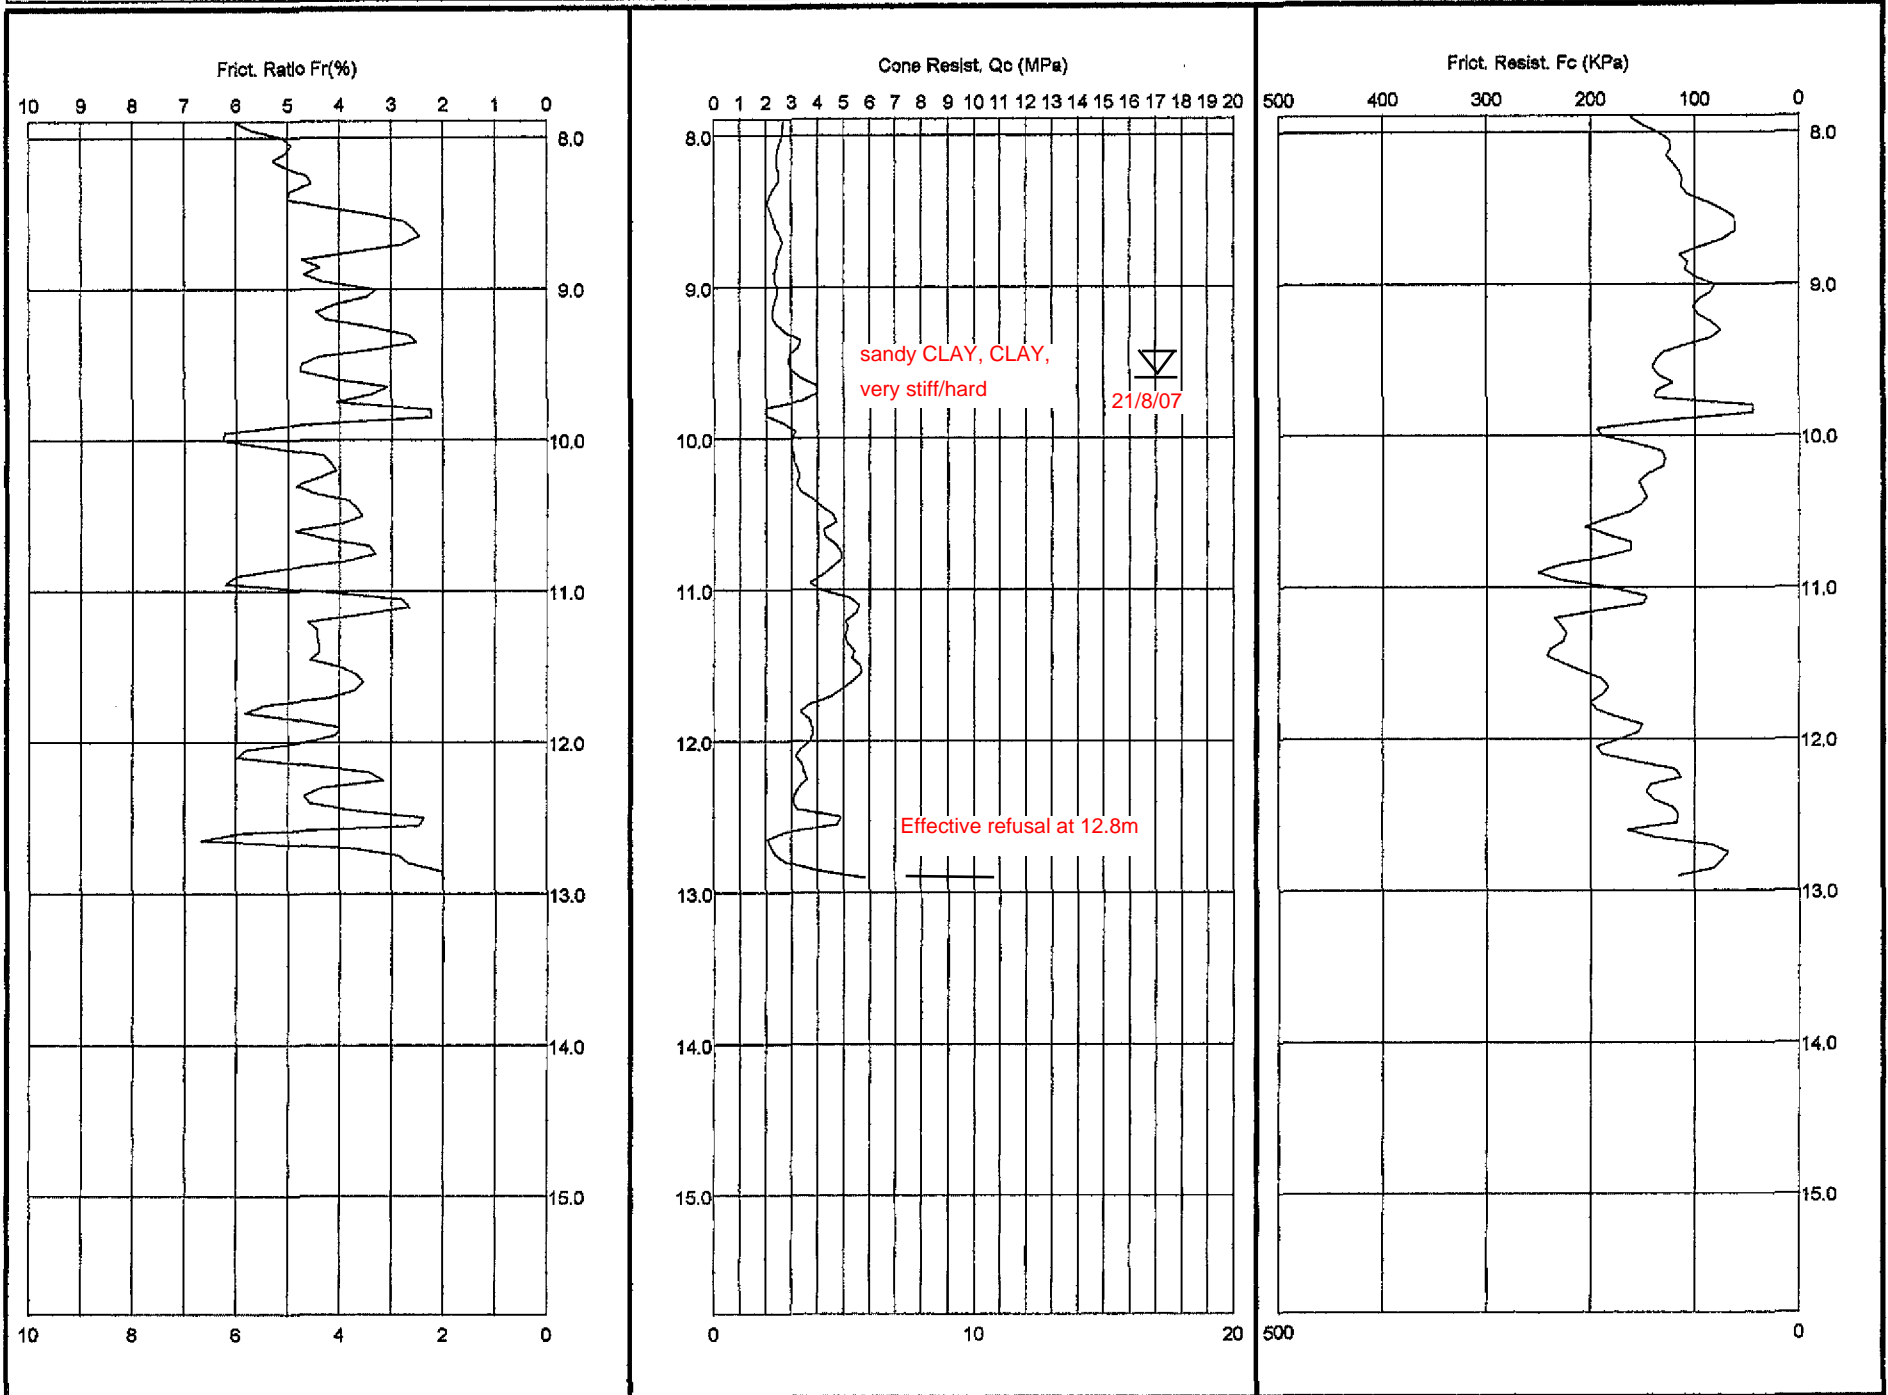 Frict. Ratio Fr(%)
10 9 8 7 6 5 4 3 2 1 0
8.0
9.0
10.0
11.0
12.0
13.0
14.0
15.0
10 8 6 4 2 0
Cone Resist. Qc (MPa)
0 1 2 3 4 5 6 7 8 9 10 11 12 13 14 15 16 17 18 19 20
8.0
9.0
sandy CLAY, CLAY,
very stiff/hard
21/8/07
10.0
11.0
12.0
Effective refusal at 12.8m
13.0
14.0
15.0
0 10 20
Frict. Resist. Fc (KPa)
500 400 300 200 100 0
8.0
9.0
10.0
11.0
12.0
13.0
14.0
15.0
500 0